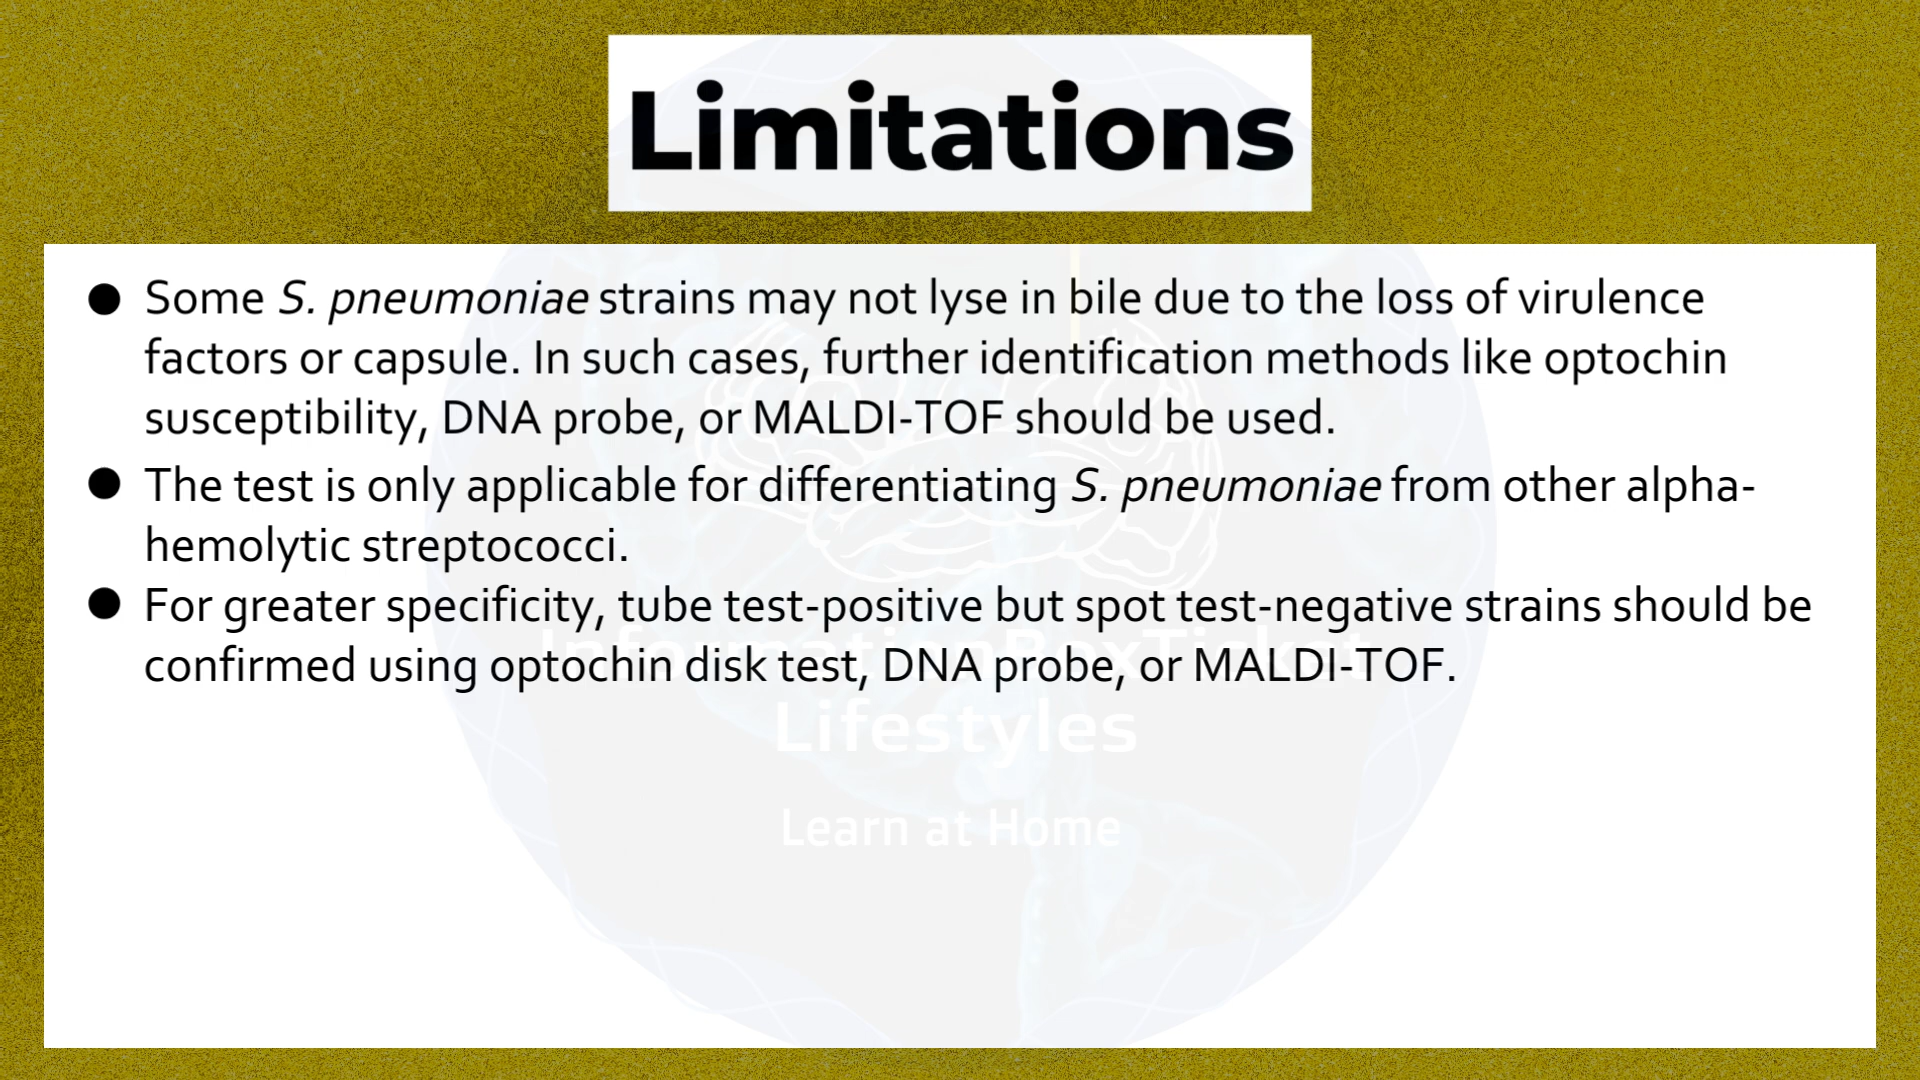 Limitations
● Some S. pneumoniae strains may not lyse in bile due to the loss of virulence
factors or capsule. In such cases, further identification methods like optochin
susceptibility, DNA probe, or MALDI-TOF should be used.
● The test is only applicable for differentiating S. pneumoniae from other alpha-
hemolytic streptococci.
● For greater specificity, tube test-positive but spot test-negative strains should be
confirmed using optochin disk test, DNA probe, or MALDI-TOF.
InformationBoxTicket
Lifestyles
Learn at Home